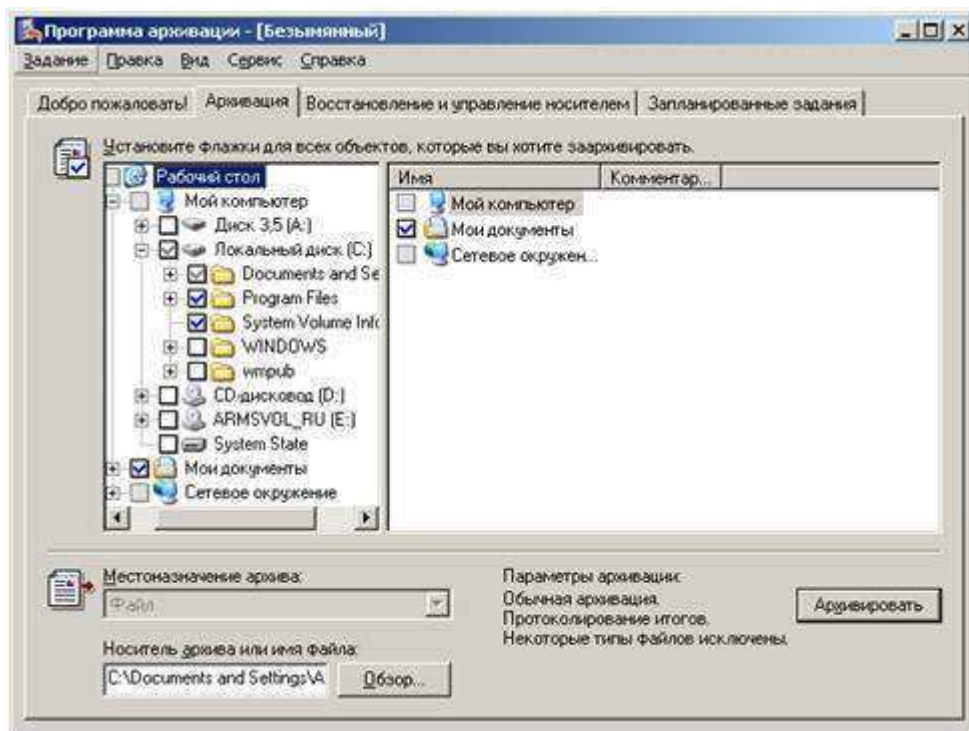 Программа архивации - [Безымянный]
Задание Правка Вид Сервис Справка
Добро пожаловать! Архивация Восстановление и управление носителем Запланированные задания
Установите флажки для всех объектов, которые вы хотите заархивировать.
Рабочий стол
Мой компьютер
Диск 3,5 (A:)
Локальный диск (C:)
Documents and Se
Program Files
System Volume Info
WINDOWS
wmpub
CD-дисковод (D:)
ARMSVOL_RU (E:)
System State
Мои документы
Сетевое окружение
Имя Комментар...
Мой компьютер
Мои документы
Сетевое окружен...
Местоназначение архива:
Файл
Носитель архива или имя файла:
C:\Documents and Settings\A Обзор...
Параметры архивации:
Обычная архивация.
Протоколирование итогов.
Некоторые типы файлов исключены.
Архивировать